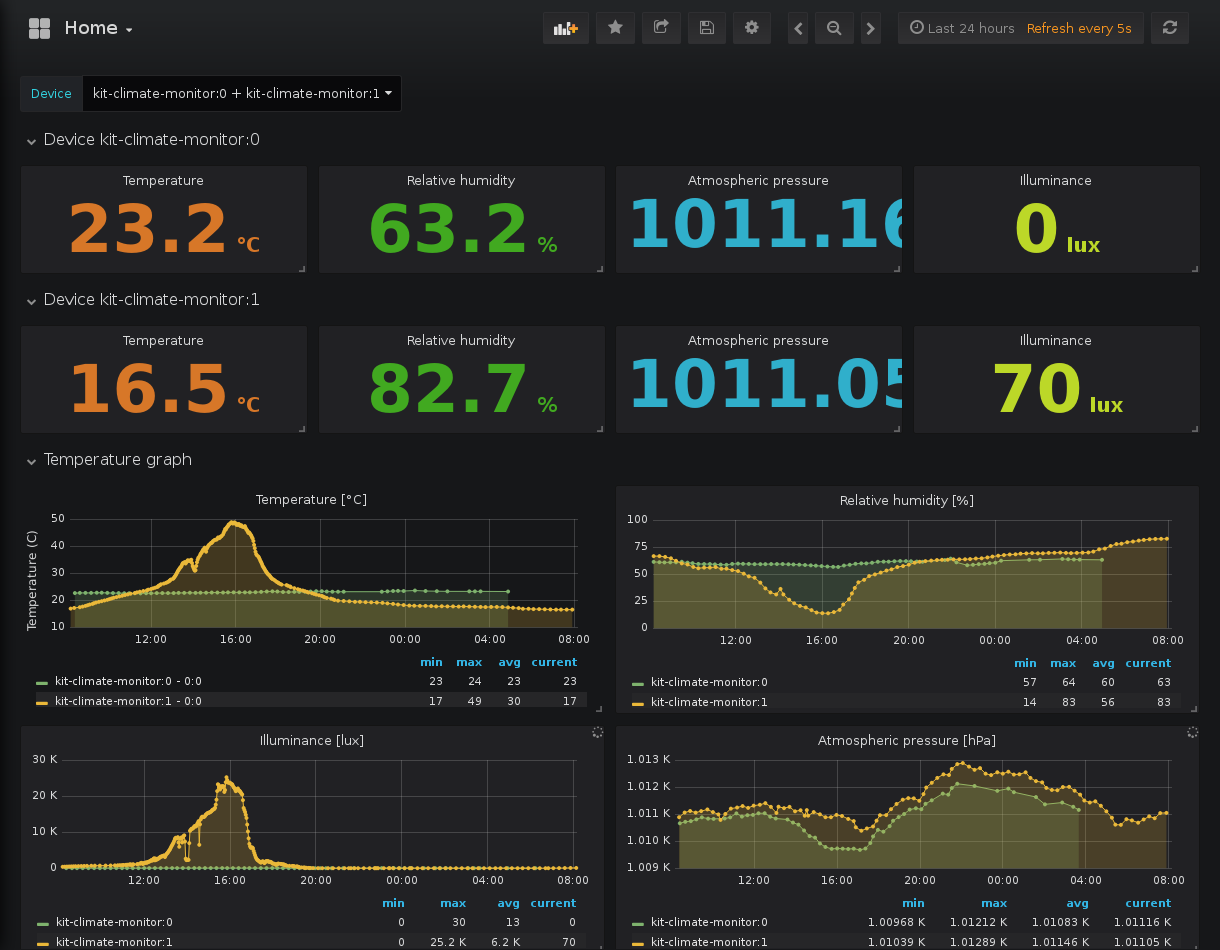 Home
Last 24 hours Refresh every 5s
Device kit-climate-monitor:0 + kit-climate-monitor:1
Device kit-climate-monitor:0
Temperature Relative humidity Atmospheric pressure Illuminance
23.2 °C 63.2 % 1011.16 0 lux
Device kit-climate-monitor:1
Temperature Relative humidity Atmospheric pressure Illuminance
16.5 °C 82.7 % 1011.05 70 lux
Temperature graph
Temperature [°C]
Temperature (C)
50
40
30
20
10
12:00 16:00 20:00 00:00 04:00 08:00
min max avg current
kit-climate-monitor:0 - 0:0 23 24 23 23
kit-climate-monitor:1 - 0:0 17 49 30 17
Relative humidity [%]
100
75
50
25
0
12:00 16:00 20:00 00:00 04:00 08:00
min max avg current
kit-climate-monitor:0 57 64 60 63
kit-climate-monitor:1 14 83 56 83
Illuminance [lux]
30 K
20 K
10 K
0
12:00 16:00 20:00 00:00 04:00 08:00
min max avg current
kit-climate-monitor:0 0 30 13 0
kit-climate-monitor:1 0 25.2 K 6.2 K 70
Atmospheric pressure [hPa]
1.013 K
1.012 K
1.011 K
1.010 K
1.009 K
12:00 16:00 20:00 00:00 04:00 08:00
min max avg current
kit-climate-monitor:0 1.00968 K 1.01212 K 1.01083 K 1.01116 K
kit-climate-monitor:1 1.01039 K 1.01289 K 1.01146 K 1.01105 K